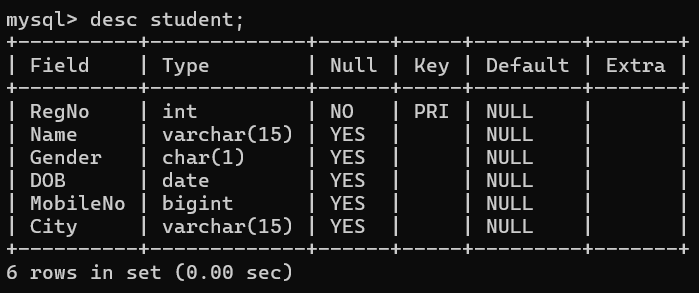 mysql> desc student;
+----------+-------------+------+-----+---------+-------+
| Field    | Type        | Null | Key | Default | Extra |
+----------+-------------+------+-----+---------+-------+
| RegNo    | int         | NO   | PRI | NULL    |       |
| Name     | varchar(15) | YES  |     | NULL    |       |
| Gender   | char(1)     | YES  |     | NULL    |       |
| DOB      | date        | YES  |     | NULL    |       |
| MobileNo | bigint      | YES  |     | NULL    |       |
| City     | varchar(15) | YES  |     | NULL    |       |
+----------+-------------+------+-----+---------+-------+
6 rows in set (0.00 sec)